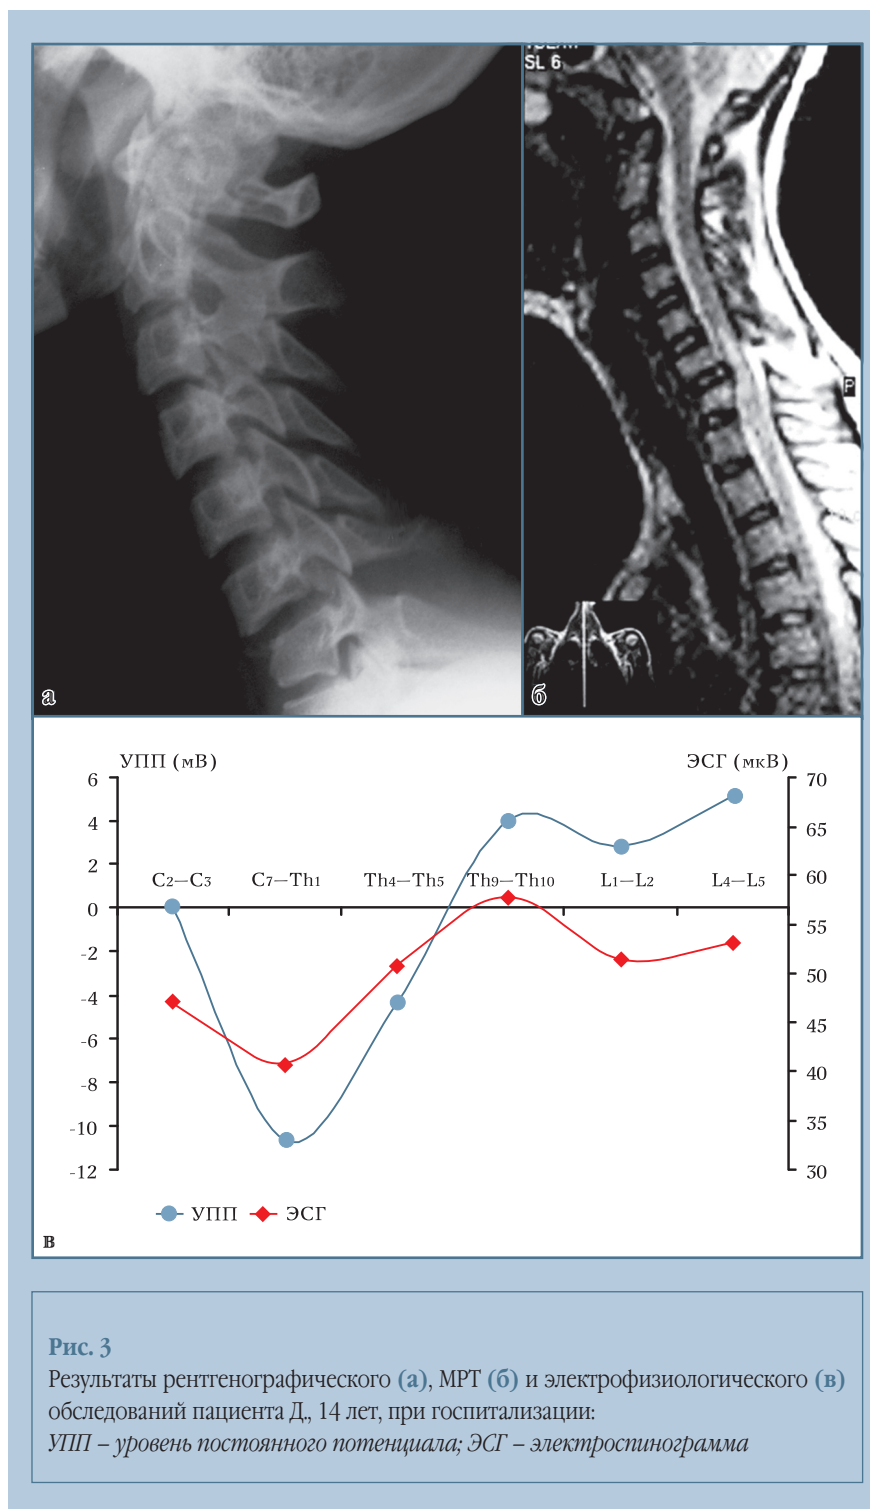 SL 6
P
а
б
УПП (мВ)
ЭСГ (мкВ)
6
4
2
0
-2
-4
-6
-8
-10
-12
C2–C3
C7–Th1
Th4–Th5
Th9–Th10
L1–L2
L4–L5
70
65
60
55
50
45
40
35
30
УПП
ЭСГ
в
Рис. 3
Результаты рентгенографического (а), МРТ (б) и электрофизиологического (в)
обследований пациента Д., 14 лет, при госпитализации:
УПП – уровень постоянного потенциала; ЭСГ – электроспинограмма